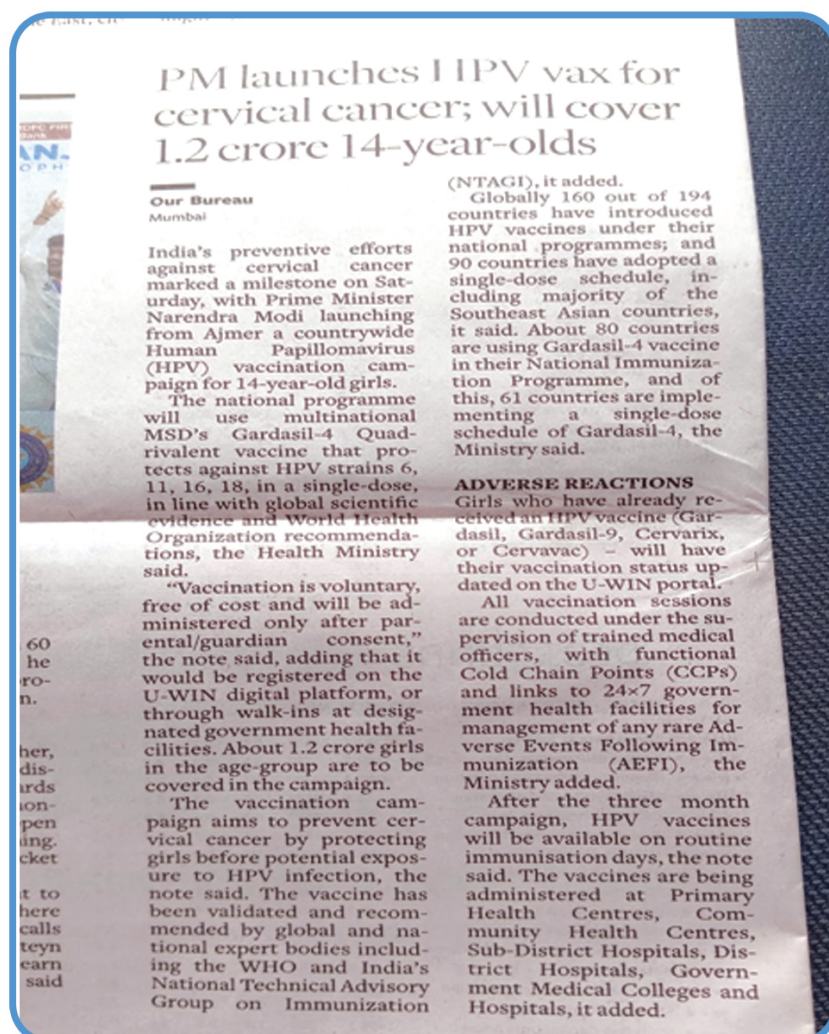 PM launches HPV vax for
cervical cancer; will cover
1.2 crore 14-year-olds
Our Bureau
Mumbai
India's preventive efforts
against cervical cancer
marked a milestone on Sat-
urday, with Prime Minister
Narendra Modi launching
from Ajmer a countrywide
Human Papillomavirus
(HPV) vaccination cam-
paign for 14-year-old girls.
The national programme
will use multinational
MSD's Gardasil-4 Quad-
rivalent vaccine that pro-
tects against HPV strains 6,
11, 16, 18, in a single-dose,
in line with global scientific
evidence and World Health
Organization recommenda-
tions, the Health Ministry
said.
"Vaccination is voluntary,
free of cost and will be ad-
ministered only after par-
ental/guardian consent,"
the note said, adding that it
would be registered on the
U-WIN digital platform, or
through walk-ins at desig-
nated government health fa-
cilities. About 1.2 crore girls
in the age-group are to be
covered in the campaign.
The vaccination cam-
paign aims to prevent cer-
vical cancer by protecting
girls before potential expos-
ure to HPV infection, the
note said. The vaccine has
been validated and recom-
mended by global and na-
tional expert bodies includ-
ing the WHO and India's
National Technical Advisory
Group on Immunization
(NTAGI), it added.
Globally 160 out of 194
countries have introduced
HPV vaccines under their
national programmes; and
90 countries have adopted a
single-dose schedule, in-
cluding majority of the
Southeast Asian countries,
it said. About 80 countries
are using Gardasil-4 vaccine
in their National Immuniza-
tion Programme, and of
this, 61 countries are imple-
menting a single-dose
schedule of Gardasil-4, the
Ministry said.
ADVERSE REACTIONS
Girls who have already re-
ceived an HPV vaccine (Gar-
dasil, Gardasil-9, Cervarix,
or Cervavac) – will have
their vaccination status up-
dated on the U-WIN portal.
All vaccination sessions
are conducted under the su-
pervision of trained medical
officers, with functional
Cold Chain Points (CCPs)
and links to 24×7 govern-
ment health facilities for
management of any rare Ad-
verse Events Following Im-
munization (AEFI), the
Ministry added.
After the three month
campaign, HPV vaccines
will be available on routine
immunisation days, the note
said. The vaccines are being
administered at Primary
Health Centres, Com-
munity Health Centres,
Sub-District Hospitals, Dis-
trict Hospitals, Govern-
ment Medical Colleges and
Hospitals, it added.
60
he
said